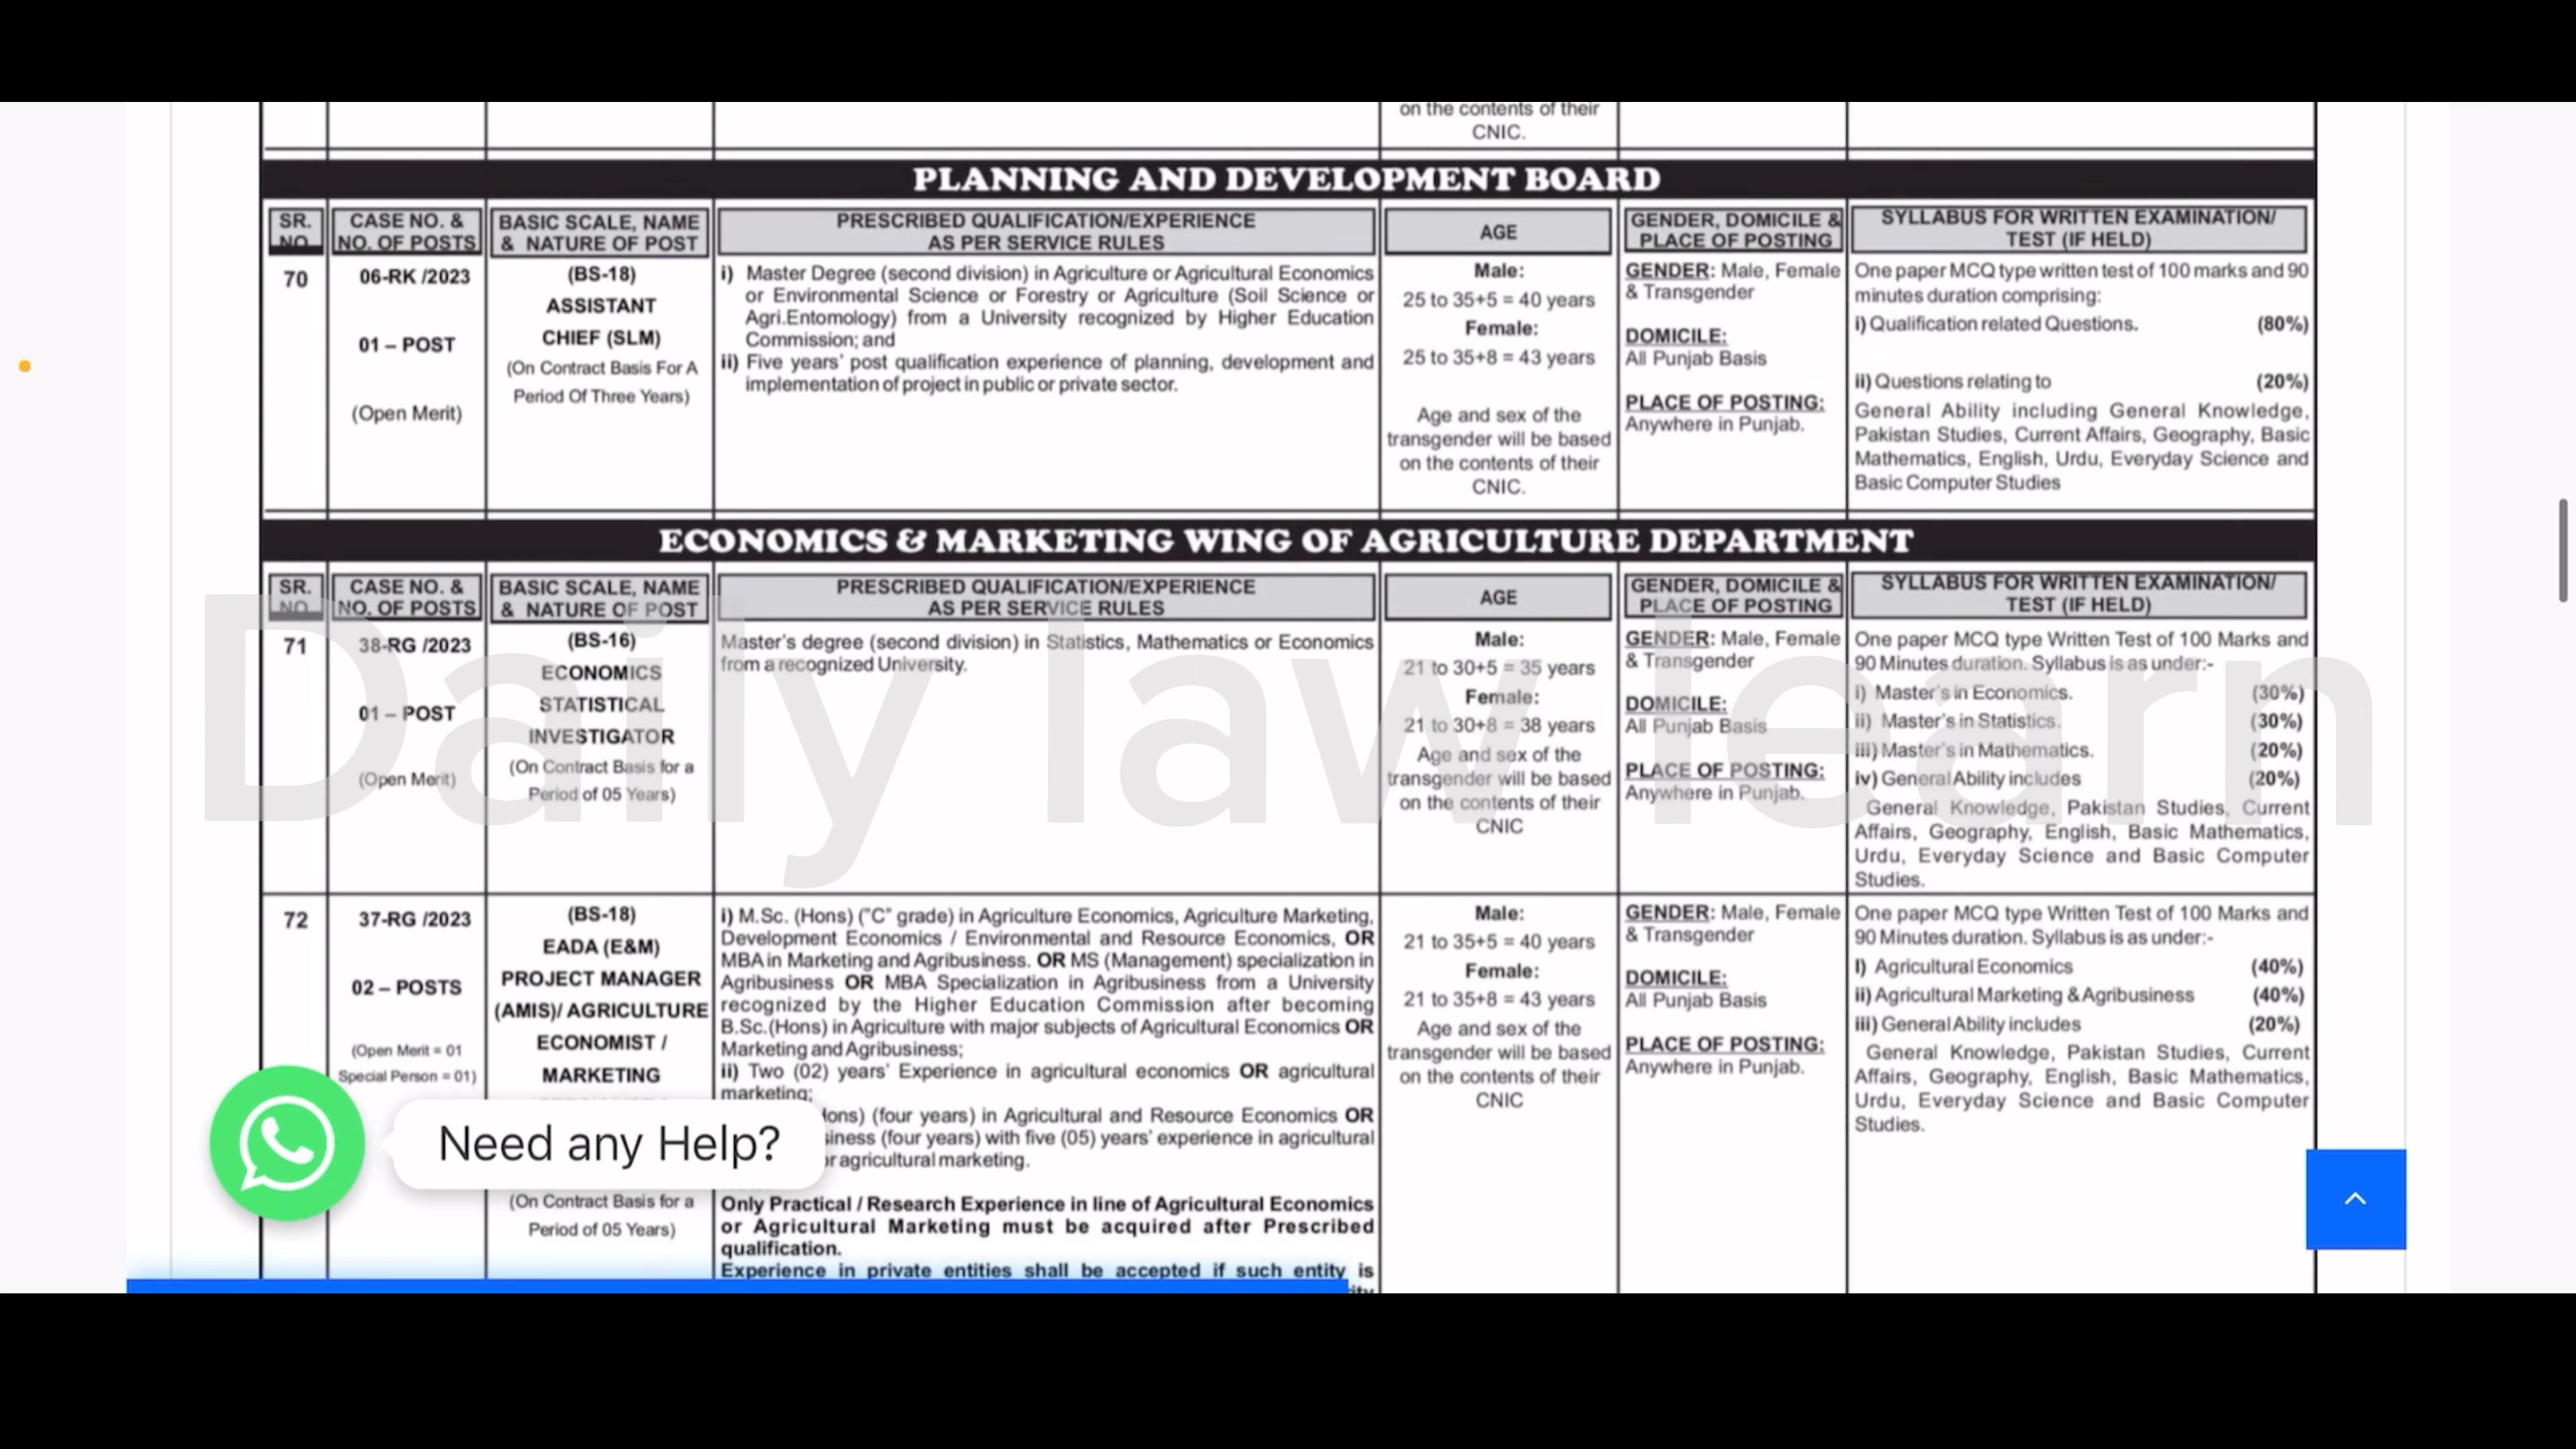 on the contents of their
CNIC.
PLANNING AND DEVELOPMENT BOARD
SR.
NO.
CASE NO. &
NO. OF POSTS
BASIC SCALE, NAME
& NATURE OF POST
PRESCRIBED QUALIFICATION/EXPERIENCE
AS PER SERVICE RULES
AGE
GENDER, DOMICILE &
PLACE OF POSTING
SYLLABUS FOR WRITTEN EXAMINATION/
TEST (IF HELD)
70
06-RK /2023
01 – POST
(Open Merit)
(BS-18)
ASSISTANT
CHIEF (SLM)
(On Contract Basis For A
Period Of Three Years)
i) Master Degree (second division) in Agriculture or Agricultural Economics
or Environmental Science or Forestry or Agriculture (Soil Science or
Agri.Entomology) from a University recognized by Higher Education
Commission; and
ii) Five years' post qualification experience of planning, development and
implementation of project in public or private sector.
Male:
25 to 35+5 = 40 years
Female:
25 to 35+8 = 43 years
Age and sex of the
transgender will be based
on the contents of their
CNIC.
GENDER: Male, Female
& Transgender
DOMICILE:
All Punjab Basis
PLACE OF POSTING:
Anywhere in Punjab.
One paper MCQ type written test of 100 marks and 90
minutes duration comprising:
i) Qualification related Questions. (80%)
ii) Questions relating to (20%)
General Ability including General Knowledge,
Pakistan Studies, Current Affairs, Geography, Basic
Mathematics, English, Urdu, Everyday Science and
Basic Computer Studies
ECONOMICS & MARKETING WING OF AGRICULTURE DEPARTMENT
SR.
NO.
CASE NO. &
NO. OF POSTS
BASIC SCALE, NAME
& NATURE OF POST
PRESCRIBED QUALIFICATION/EXPERIENCE
AS PER SERVICE RULES
AGE
GENDER, DOMICILE &
PLACE OF POSTING
SYLLABUS FOR WRITTEN EXAMINATION/
TEST (IF HELD)
71
38-RG /2023
01 – POST
(Open Merit)
(BS-16)
ECONOMICS
STATISTICAL
INVESTIGATOR
(On Contract Basis for a
Period of 05 Years)
Master's degree (second division) in Statistics, Mathematics or Economics
from a recognized University.
Male:
21 to 30+5 = 35 years
Female:
21 to 30+8 = 38 years
Age and sex of the
transgender will be based
on the contents of their
CNIC
GENDER: Male, Female
& Transgender
DOMICILE:
All Punjab Basis
PLACE OF POSTING:
Anywhere in Punjab.
One paper MCQ type Written Test of 100 Marks and
90 Minutes duration. Syllabus is as under:-
i) Master's in Economics. (30%)
ii) Master's in Statistics. (30%)
iii) Master's in Mathematics. (20%)
iv) General Ability includes (20%)
General Knowledge, Pakistan Studies, Current
Affairs, Geography, English, Basic Mathematics,
Urdu, Everyday Science and Basic Computer
Studies.
Daily law learn
72
37-RG /2023
02 – POSTS
(Open Merit = 01
Special Person = 01)
(BS-18)
EADA (E&M)
PROJECT MANAGER
(AMIS)/ AGRICULTURE
ECONOMIST /
MARKETING
(On Contract Basis for a
Period of 05 Years)
i) M.Sc. (Hons) ("C" grade) in Agriculture Economics, Agriculture Marketing,
Development Economics / Environmental and Resource Economics, OR
MBA in Marketing and Agribusiness. OR MS (Management) specialization in
Agribusiness OR MBA Specialization in Agribusiness from a University
recognized by the Higher Education Commission after becoming
B.Sc.(Hons) in Agriculture with major subjects of Agricultural Economics OR
Marketing and Agribusiness;
ii) Two (02) years' Experience in agricultural economics OR agricultural
marketing;
(four years) in Agricultural and Resource Economics OR
(four years) with five (05) years' experience in agricultural
or agricultural marketing.
Only Practical / Research Experience in line of Agricultural Economics
or Agricultural Marketing must be acquired after Prescribed
qualification.
Experience in private entities shall be accepted if such entity is
Male:
21 to 35+5 = 40 years
Female:
21 to 35+8 = 43 years
Age and sex of the
transgender will be based
on the contents of their
CNIC
GENDER: Male, Female
& Transgender
DOMICILE:
All Punjab Basis
PLACE OF POSTING:
Anywhere in Punjab.
One paper MCQ type Written Test of 100 Marks and
90 Minutes duration. Syllabus is as under:-
I) Agricultural Economics (40%)
ii) Agricultural Marketing & Agribusiness (40%)
iii) General Ability includes (20%)
General Knowledge, Pakistan Studies, Current
Affairs, Geography, English, Basic Mathematics,
Urdu, Everyday Science and Basic Computer
Studies.
Need any Help?